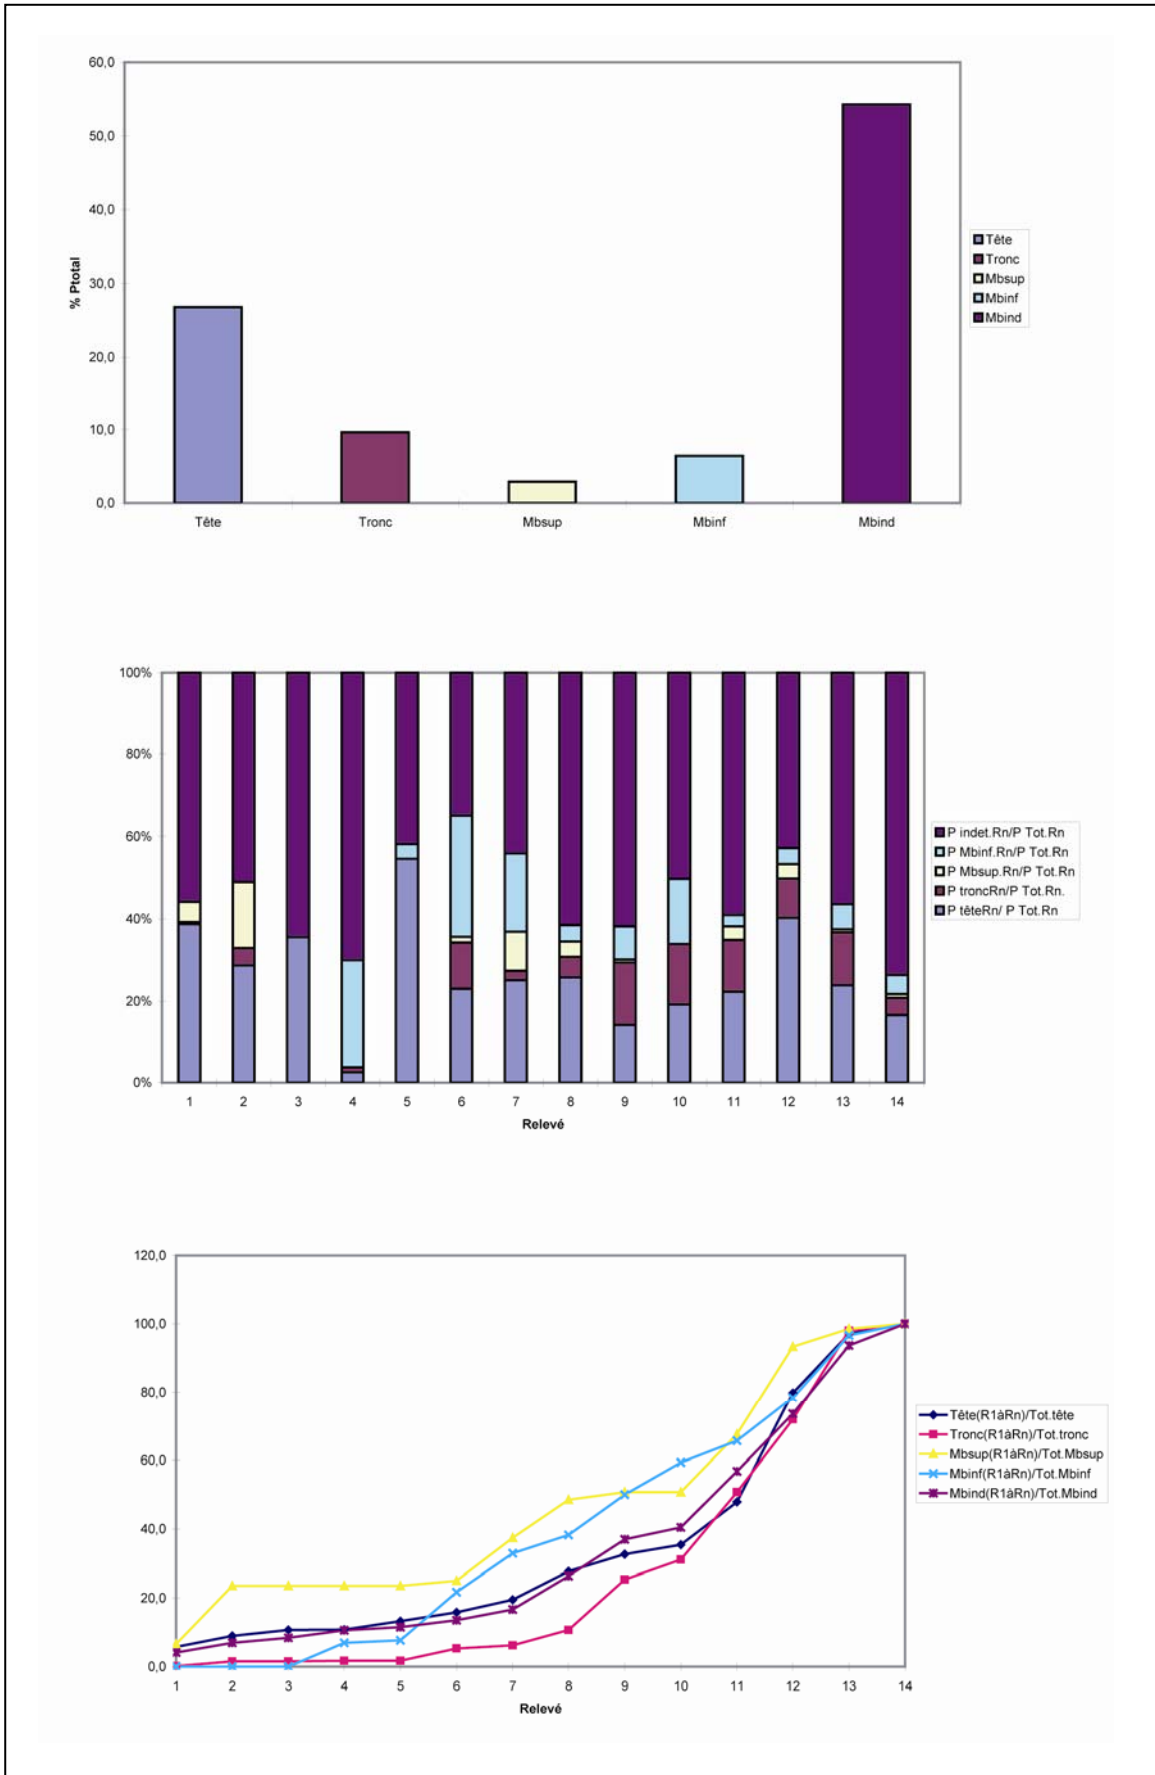 60,0
50,0
40,0
30,0
20,0
10,0
0,0
% Ptotal
Tête
Tronc
Mbsup
Mbinf
Mbind
Tête
Tronc
Mbsup
Mbinf
Mbind
100%
80%
60%
40%
20%
0%
1 2 3 4 5 6 7 8 9 10 11 12 13 14
Relevé
P indet.Rn/P Tot.Rn
P Mbinf.Rn/P Tot.Rn
P Mbsup.Rn/P Tot.Rn
P troncRn/P Tot.Rn.
P têteRn/ P Tot.Rn
120,0
100,0
80,0
60,0
40,0
20,0
0,0
1 2 3 4 5 6 7 8 9 10 11 12 13 14
Relevé
Tête(R1àRn)/Tot.tête
Tronc(R1àRn)/Tot.tronc
Mbsup(R1àRn)/Tot.Mbsup
Mbinf(R1àRn)/Tot.Mbinf
Mbind(R1àRn)/Tot.Mbind